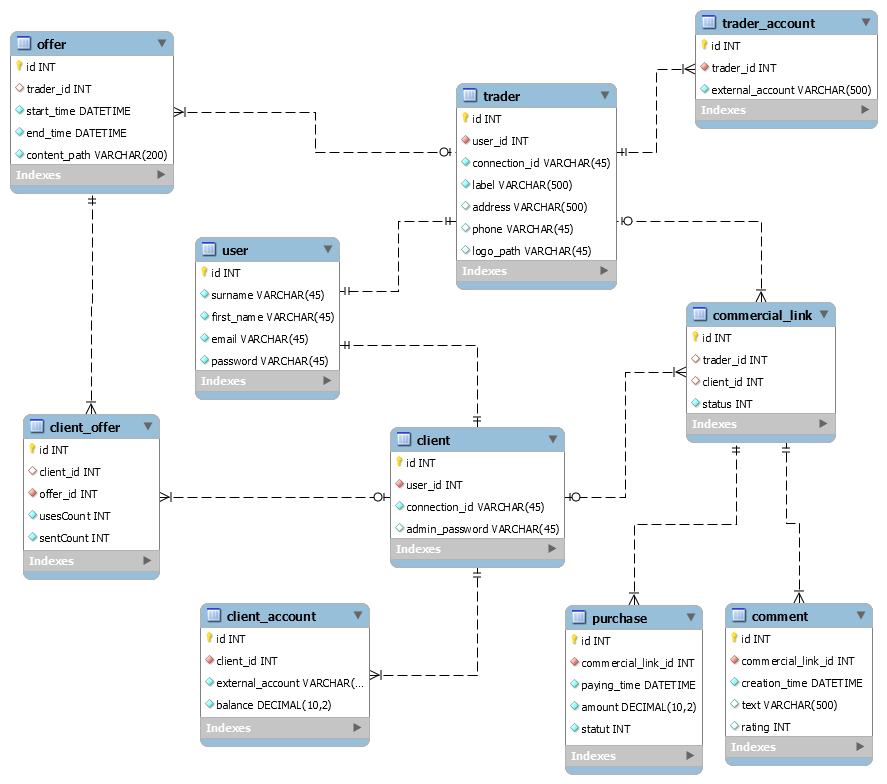 offer
id INT
trader_id INT
start_time DATETIME
end_time DATETIME
content_path VARCHAR(200)
Indexes
trader
id INT
user_id INT
connection_id VARCHAR(45)
label VARCHAR(500)
address VARCHAR(500)
phone VARCHAR(45)
logo_path VARCHAR(45)
Indexes
trader_account
id INT
trader_id INT
external_account VARCHAR(500)
Indexes
user
id INT
surname VARCHAR(45)
first_name VARCHAR(45)
email VARCHAR(45)
password VARCHAR(45)
Indexes
commercial_link
id INT
trader_id INT
client_id INT
status INT
Indexes
client_offer
id INT
client_id INT
offer_id INT
usesCount INT
sentCount INT
Indexes
client
id INT
user_id INT
connection_id VARCHAR(45)
admin_password VARCHAR(45)
Indexes
client_account
id INT
client_id INT
external_account VARCHAR(...
balance DECIMAL(10,2)
Indexes
purchase
id INT
commercial_link_id INT
paying_time DATETIME
amount DECIMAL(10,2)
statut INT
Indexes
comment
id INT
commercial_link_id INT
creation_time DATETIME
text VARCHAR(500)
rating INT
Indexes